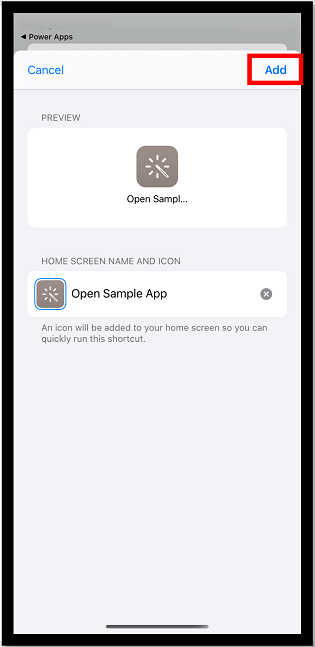 ◀ Power Apps
Cancel
Add
PREVIEW
Open Sampl...
HOME SCREEN NAME AND ICON
Open Sample App
An icon will be added to your home screen so you can
quickly run this shortcut.